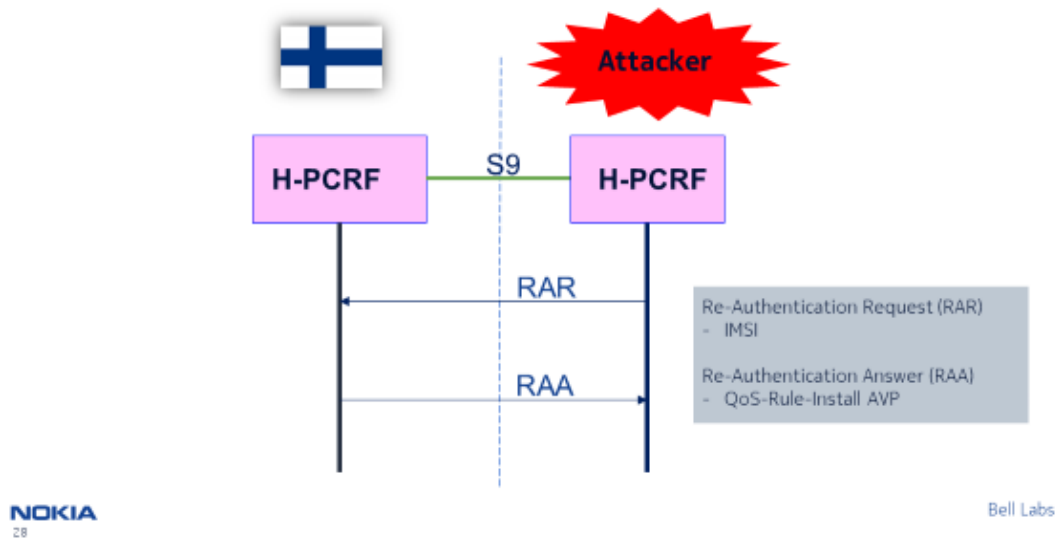 Attacker
H-PCRF
S9
H-PCRF
RAR
RAA
Re-Authentication Request (RAR)
- IMSI
Re-Authentication Answer (RAA)
- QoS-Rule-Install AVP
NOKIA
28
Bell Labs